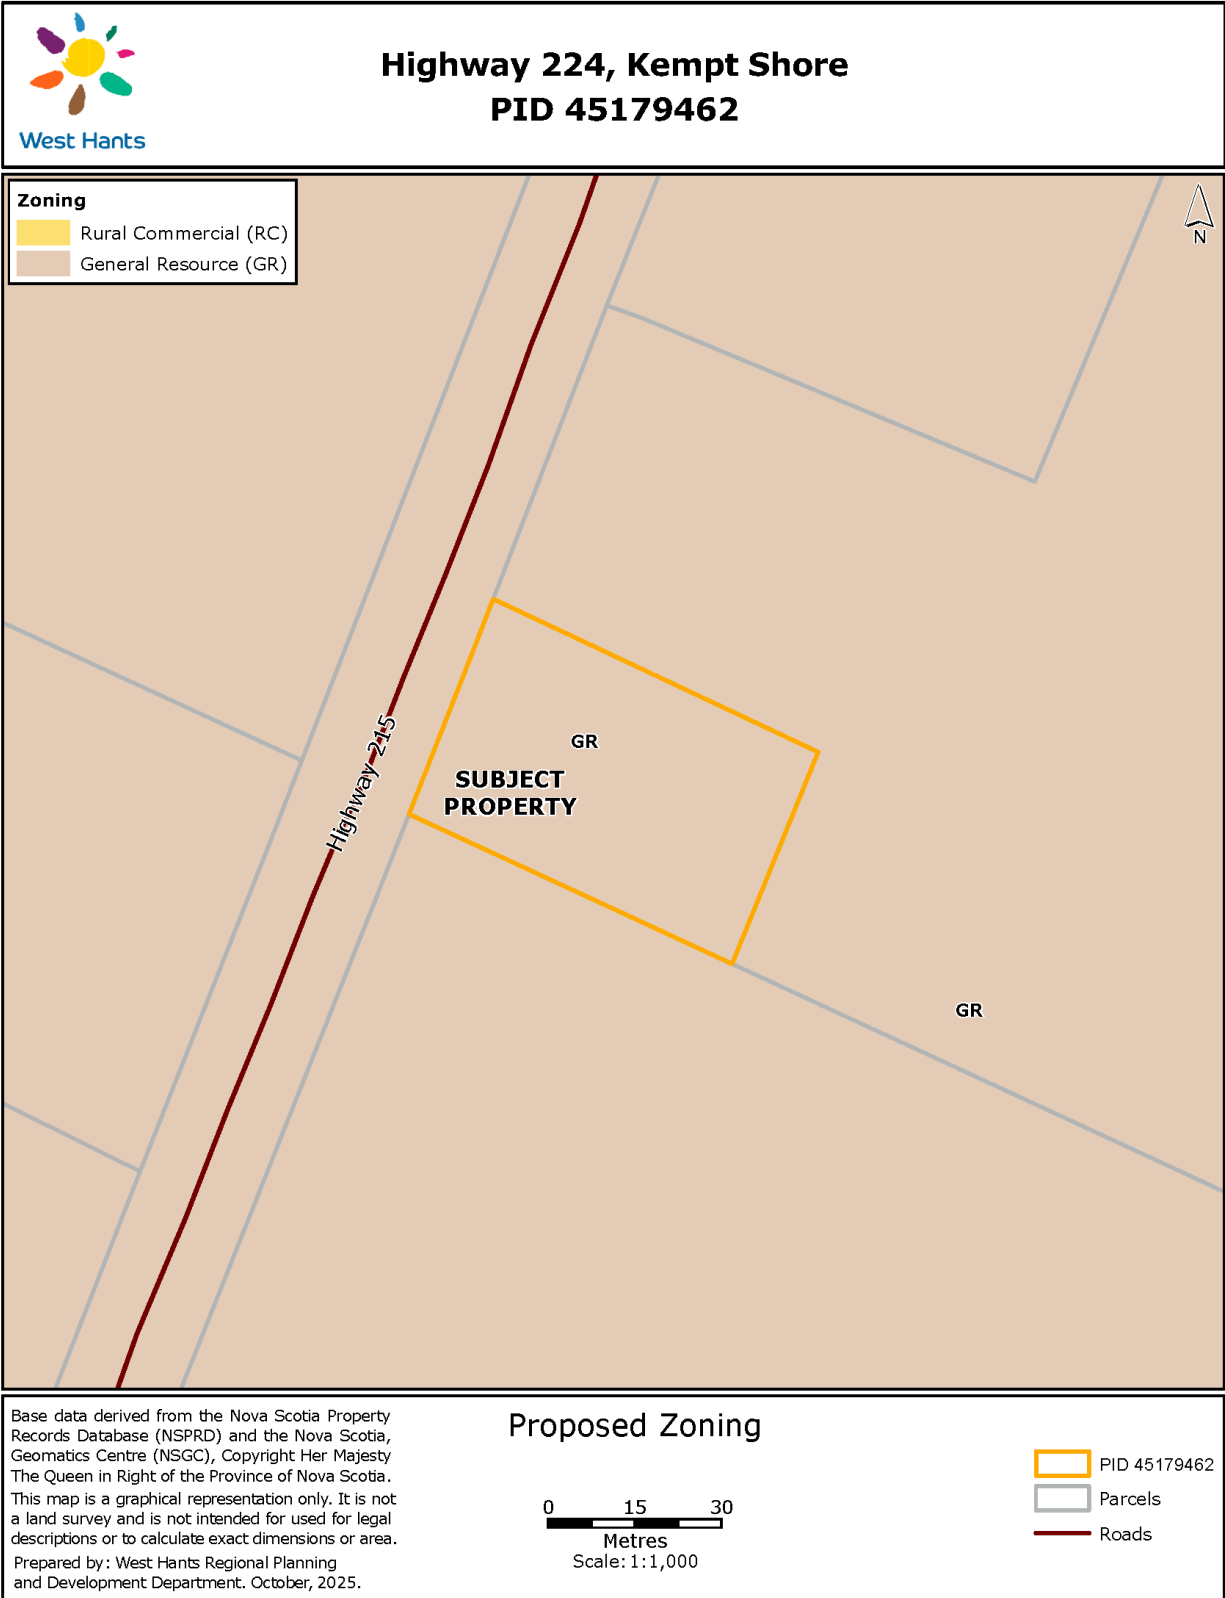 West Hants
Highway 224, Kempt Shore
PID 45179462
Zoning
Rural Commercial (RC)
General Resource (GR)
N
Highway 215
GR
SUBJECT
PROPERTY
GR
Base data derived from the Nova Scotia Property
Records Database (NSPRD) and the Nova Scotia,
Geomatics Centre (NSGC), Copyright Her Majesty
The Queen in Right of the Province of Nova Scotia.
This map is a graphical representation only. It is not
a land survey and is not intended for used for legal
descriptions or to calculate exact dimensions or area.
Prepared by: West Hants Regional Planning
and Development Department. October, 2025.
Proposed Zoning
0 15 30
Metres
Scale: 1:1,000
PID 45179462
Parcels
Roads